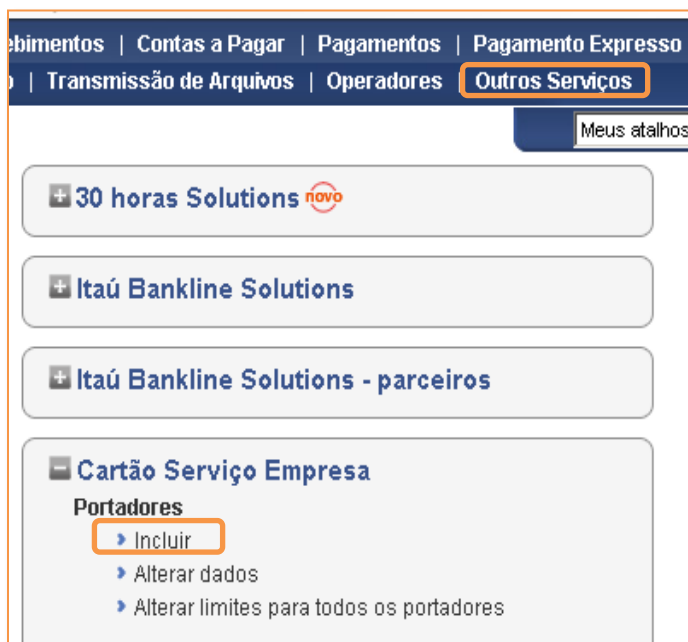 | Contas a Pagar | Pagamentos | Pagamento Expresso
| Transmissão de Arquivos | Operadores | Outros Serviços
Meus atalhos
30 horas Solutions novo
Itaú Bankline Solutions
Itaú Bankline Solutions - parceiros
Cartão Serviço Empresa
Portadores
Incluir
Alterar dados
Alterar limites para todos os portadores